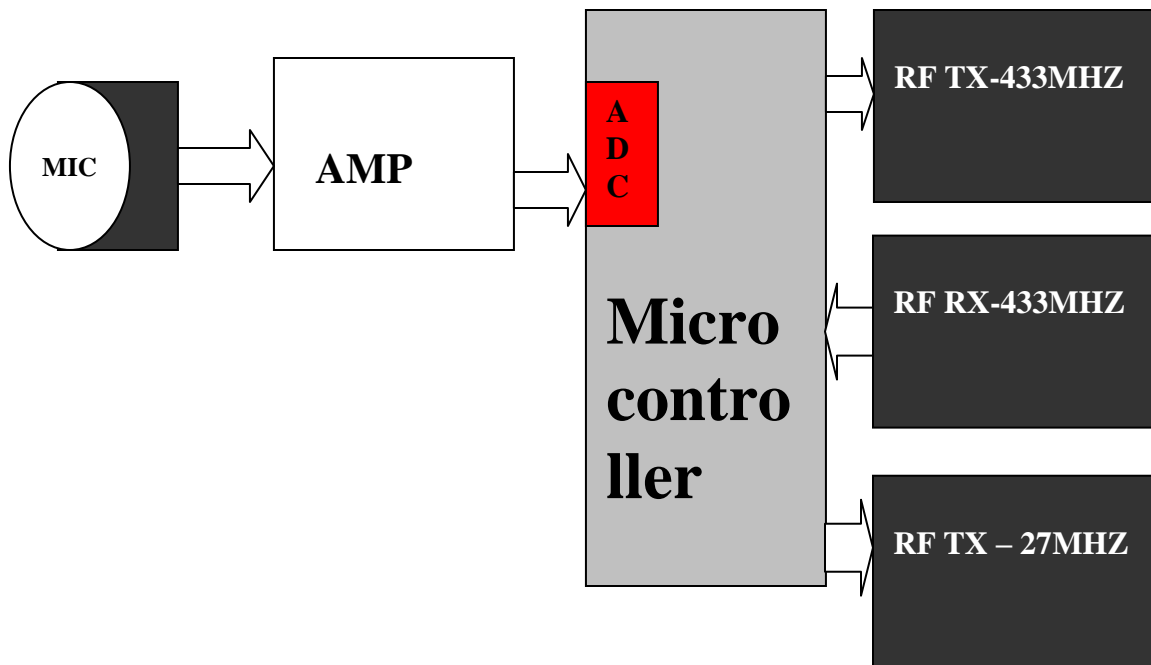 MIC
AMP
A
D
C
Micro
contro
ller
RF TX-433MHZ
RF RX-433MHZ
RF TX – 27MHZ